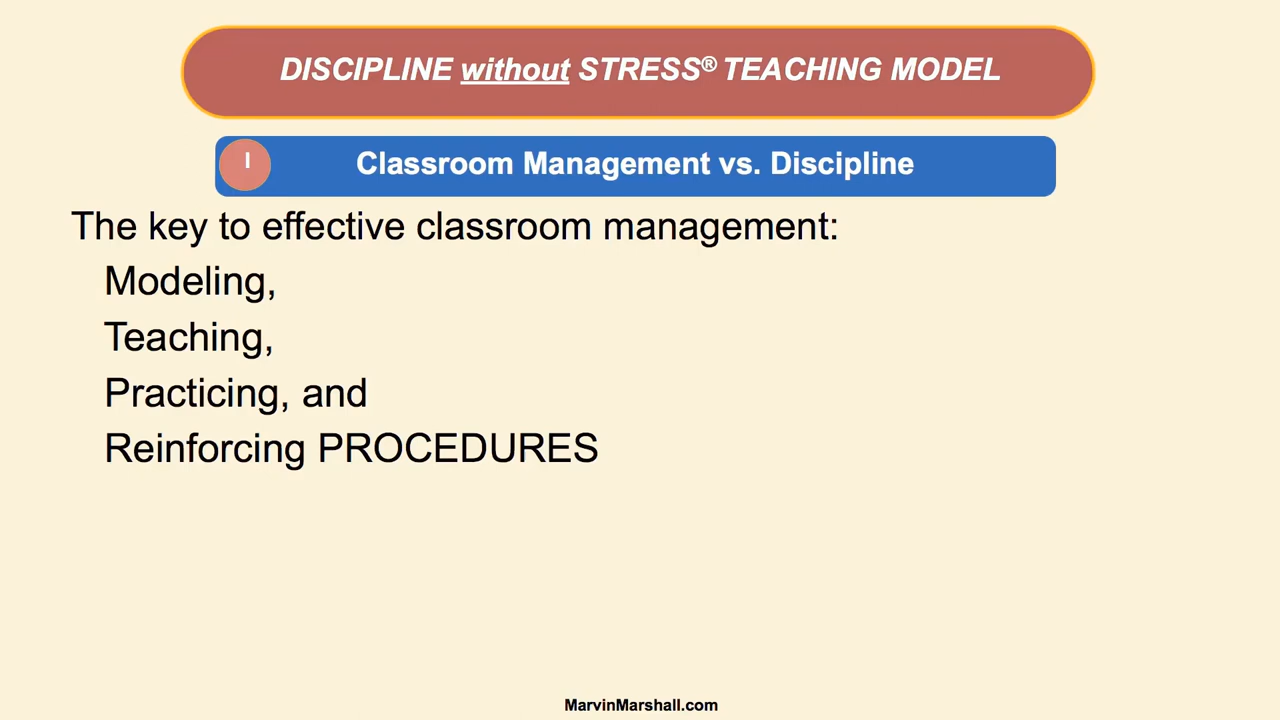 DISCIPLINE without STRESS® TEACHING MODEL
I
Classroom Management vs. Discipline
The key to effective classroom management:
Modeling,
Teaching,
Practicing, and
Reinforcing PROCEDURES
MarvinMarshall.com